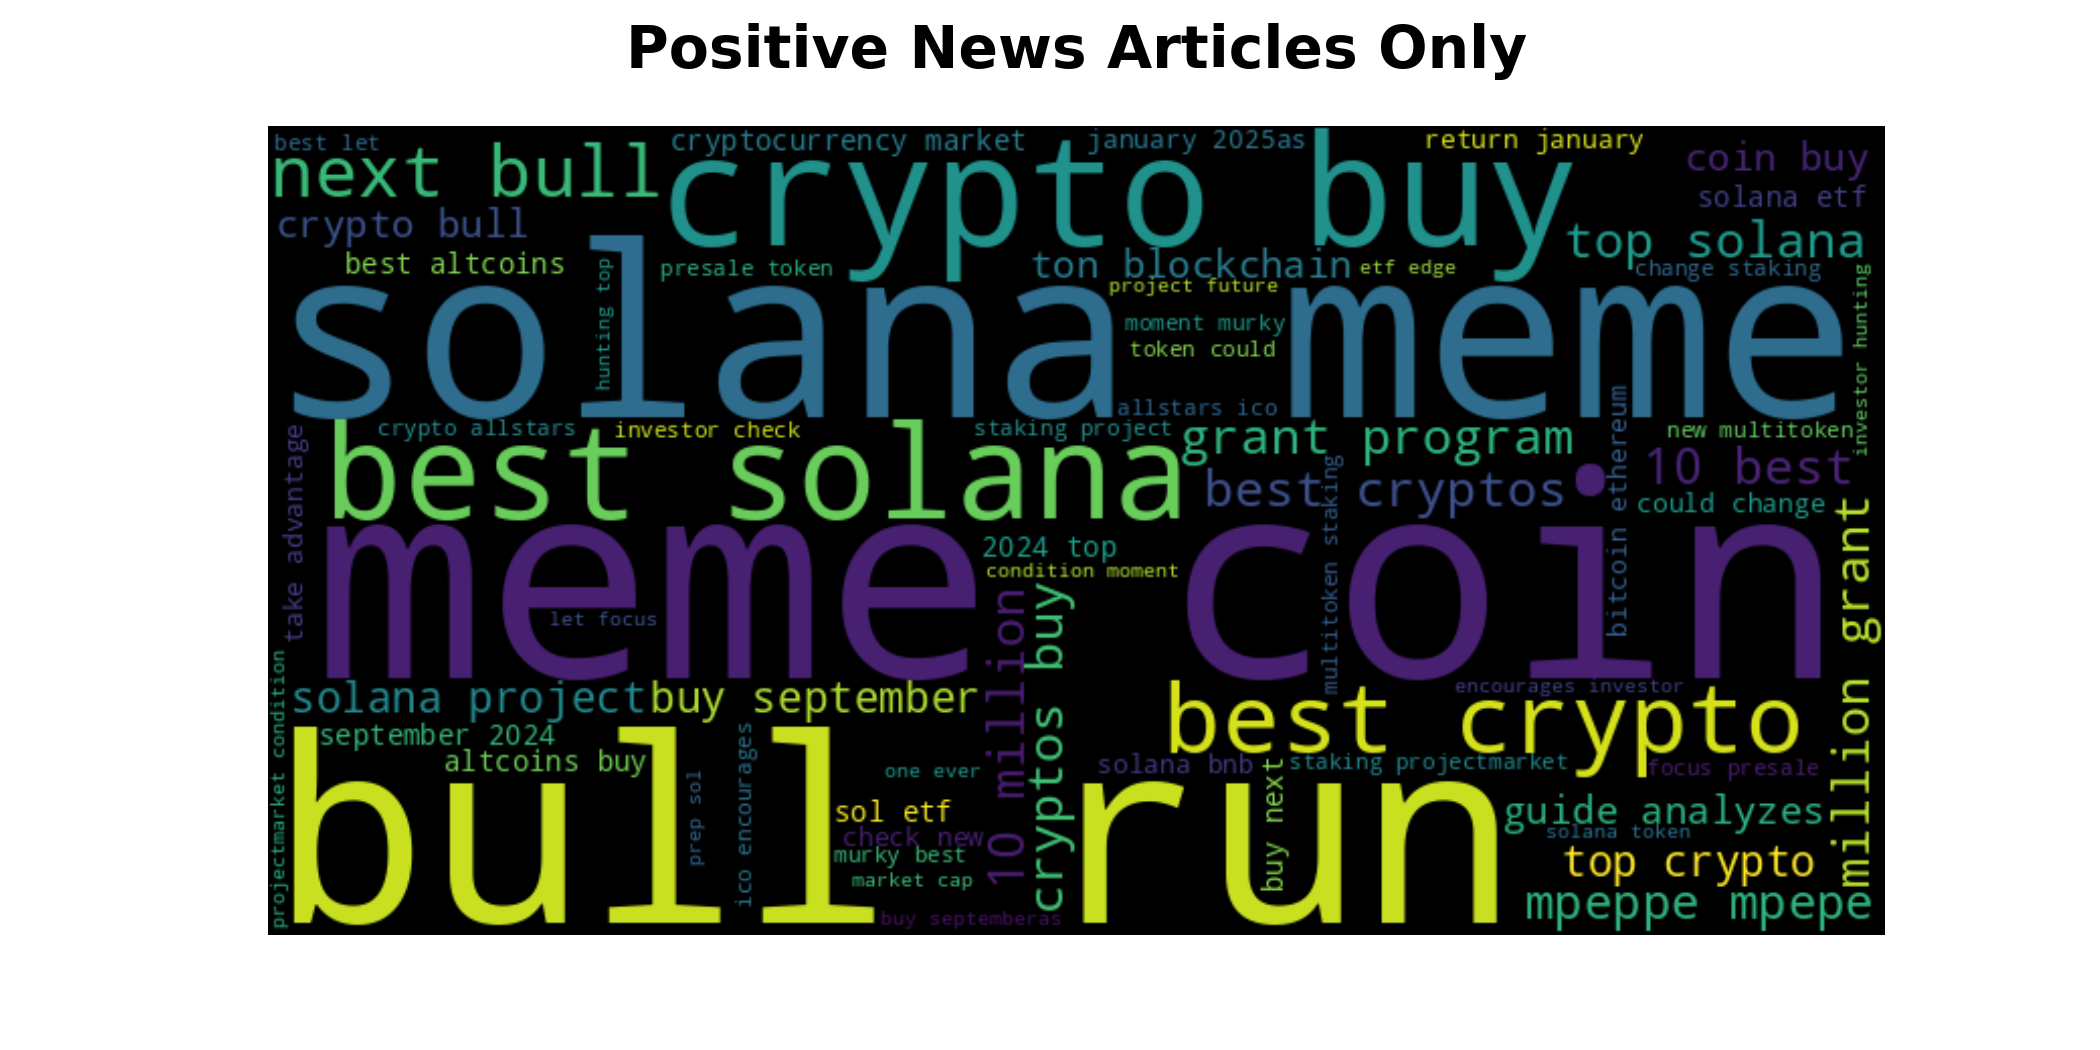 Positive News Articles Only
best let
cryptocurrency market
january 2025as
return january
next bull
crypto buy
coin buy
solana etf
crypto bull
top solana
best altcoins
hunting top
presale token
ton blockchain
etf edge
change staking
project future
solana meme
moment murky
token could
investor hunting
allstars ico
crypto allstars
investor check
staking project
grant program
new multitoken
take advantage
best solana
best cryptos
bitcoin ethereum
10 best
could change
multitoken staking
million grant
meme coin
2024 top
condition moment
let focus
10 million
cryptos buy
projectmarket condition
solana project
buy september
encourages investor
best crypto
september 2024
altcoins buy
ico encourages
prep sol
one ever
solana bnb
buy next
staking projectmarket
focus presale
bull run
sol etf
check new
murky best
market cap
guide analyzes
solana token
top crypto
mpeppe mpepe
buy septemberas